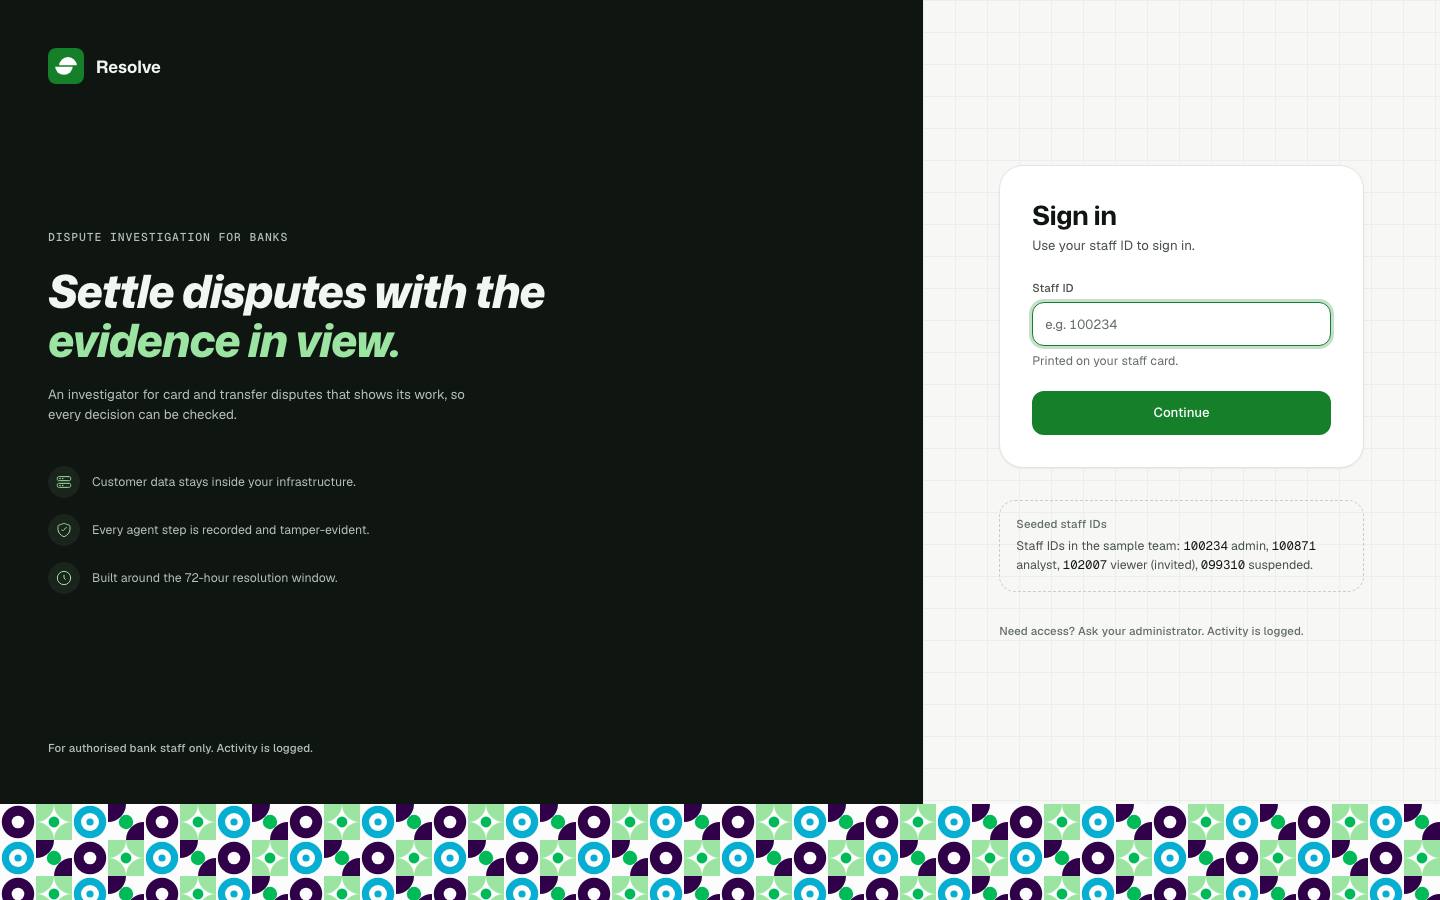 Resolve
DISPUTE INVESTIGATION FOR BANKS
Settle disputes with the
evidence in view.
An investigator for card and transfer disputes that shows its work, so
every decision can be checked.
Customer data stays inside your infrastructure.
Every agent step is recorded and tamper-evident.
Built around the 72-hour resolution window.
For authorised bank staff only. Activity is logged.
Sign in
Use your staff ID to sign in.
Staff ID
e.g. 100234
Printed on your staff card.
Continue
Seeded staff IDs
Staff IDs in the sample team: 100234 admin, 100871
analyst, 102007 viewer (invited), 099310 suspended.
Need access? Ask your administrator. Activity is logged.